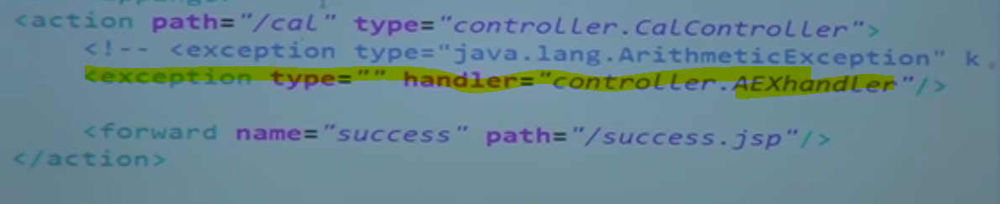 <action path="/cal" type="controller.CalController">
<!-- <exception type="java.lang.ArithmeticException" k
<exception type="" handler="controller.AEXhandler"/>
<forward name="success" path="/success.jsp"/>
</action>